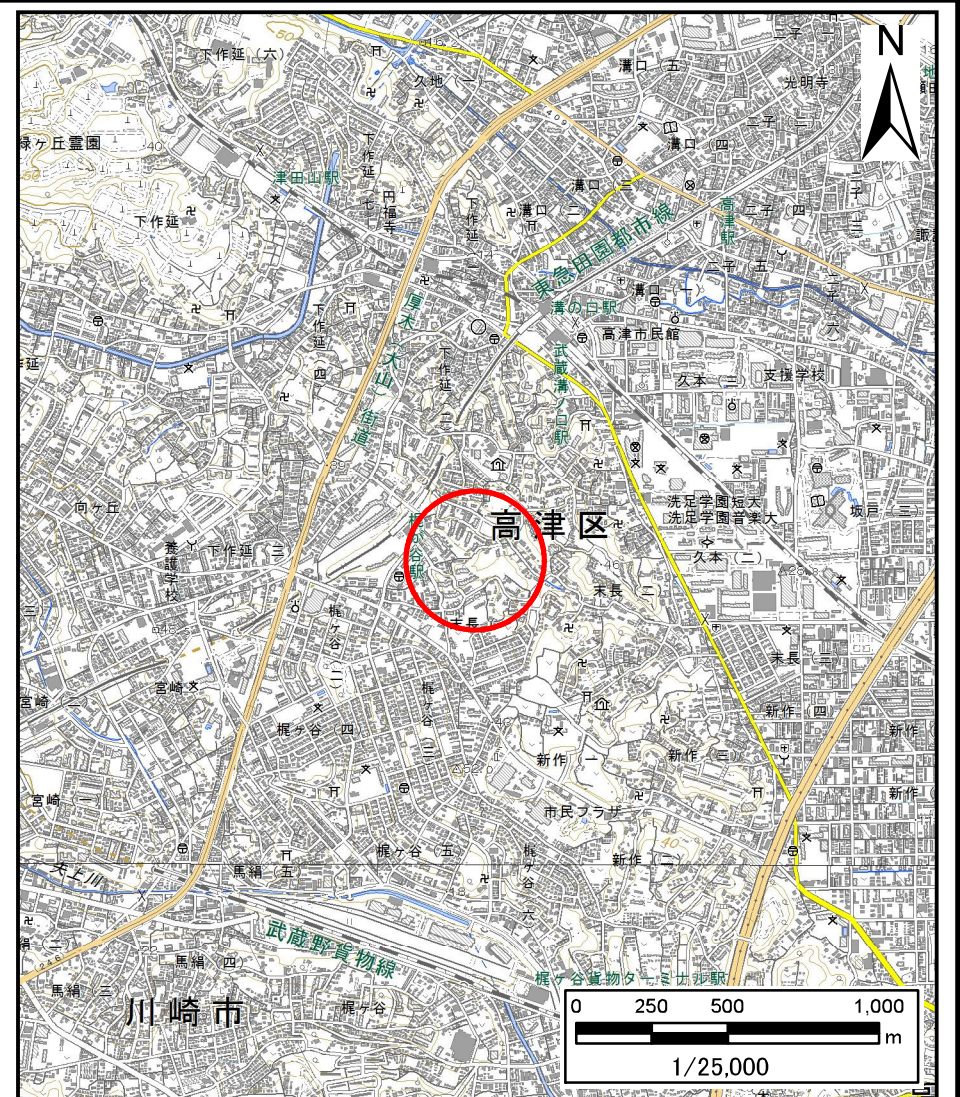 N
下作延（六）
久地（一）
溝口 五
二子 一
光明寺
緑ケ丘霊園
津田山駅
下作延 七
円福寺
下作延
溝口（四）
二子 二
溝口 三
溝口（二）
高津駅
二子 四
二子 三
東急田園都市線
二子 五
二子（六）
溝口 一
溝の口駅
高津市民館
厚木（大山）街道
下作延 四
下作延 二
武蔵溝ノ口駅
久本（三）
支援学校
向ケ丘
養護学校
下作延（三）
梶が谷駅
高津区
洗足学園短大
洗足学園音楽大
坂戸（三）
久本（二）
末長（二）
末長
梶ケ谷（二）
末長（三）
宮崎（二）
宮崎
梶ケ谷（四）
梶ケ谷（三）
新作（四）
新作（一）
新作（三）
新作
新作
宮崎（一）
市民プラザ
梶ケ谷（五）
梶ケ谷（六）
新作（二）
矢上川
馬絹（五）
武蔵野貨物線
馬絹（四）
馬絹（三）
梶ケ谷貨物ターミナル駅
川崎市
梶ケ谷
0 250 500 1,000
m
1/25,000